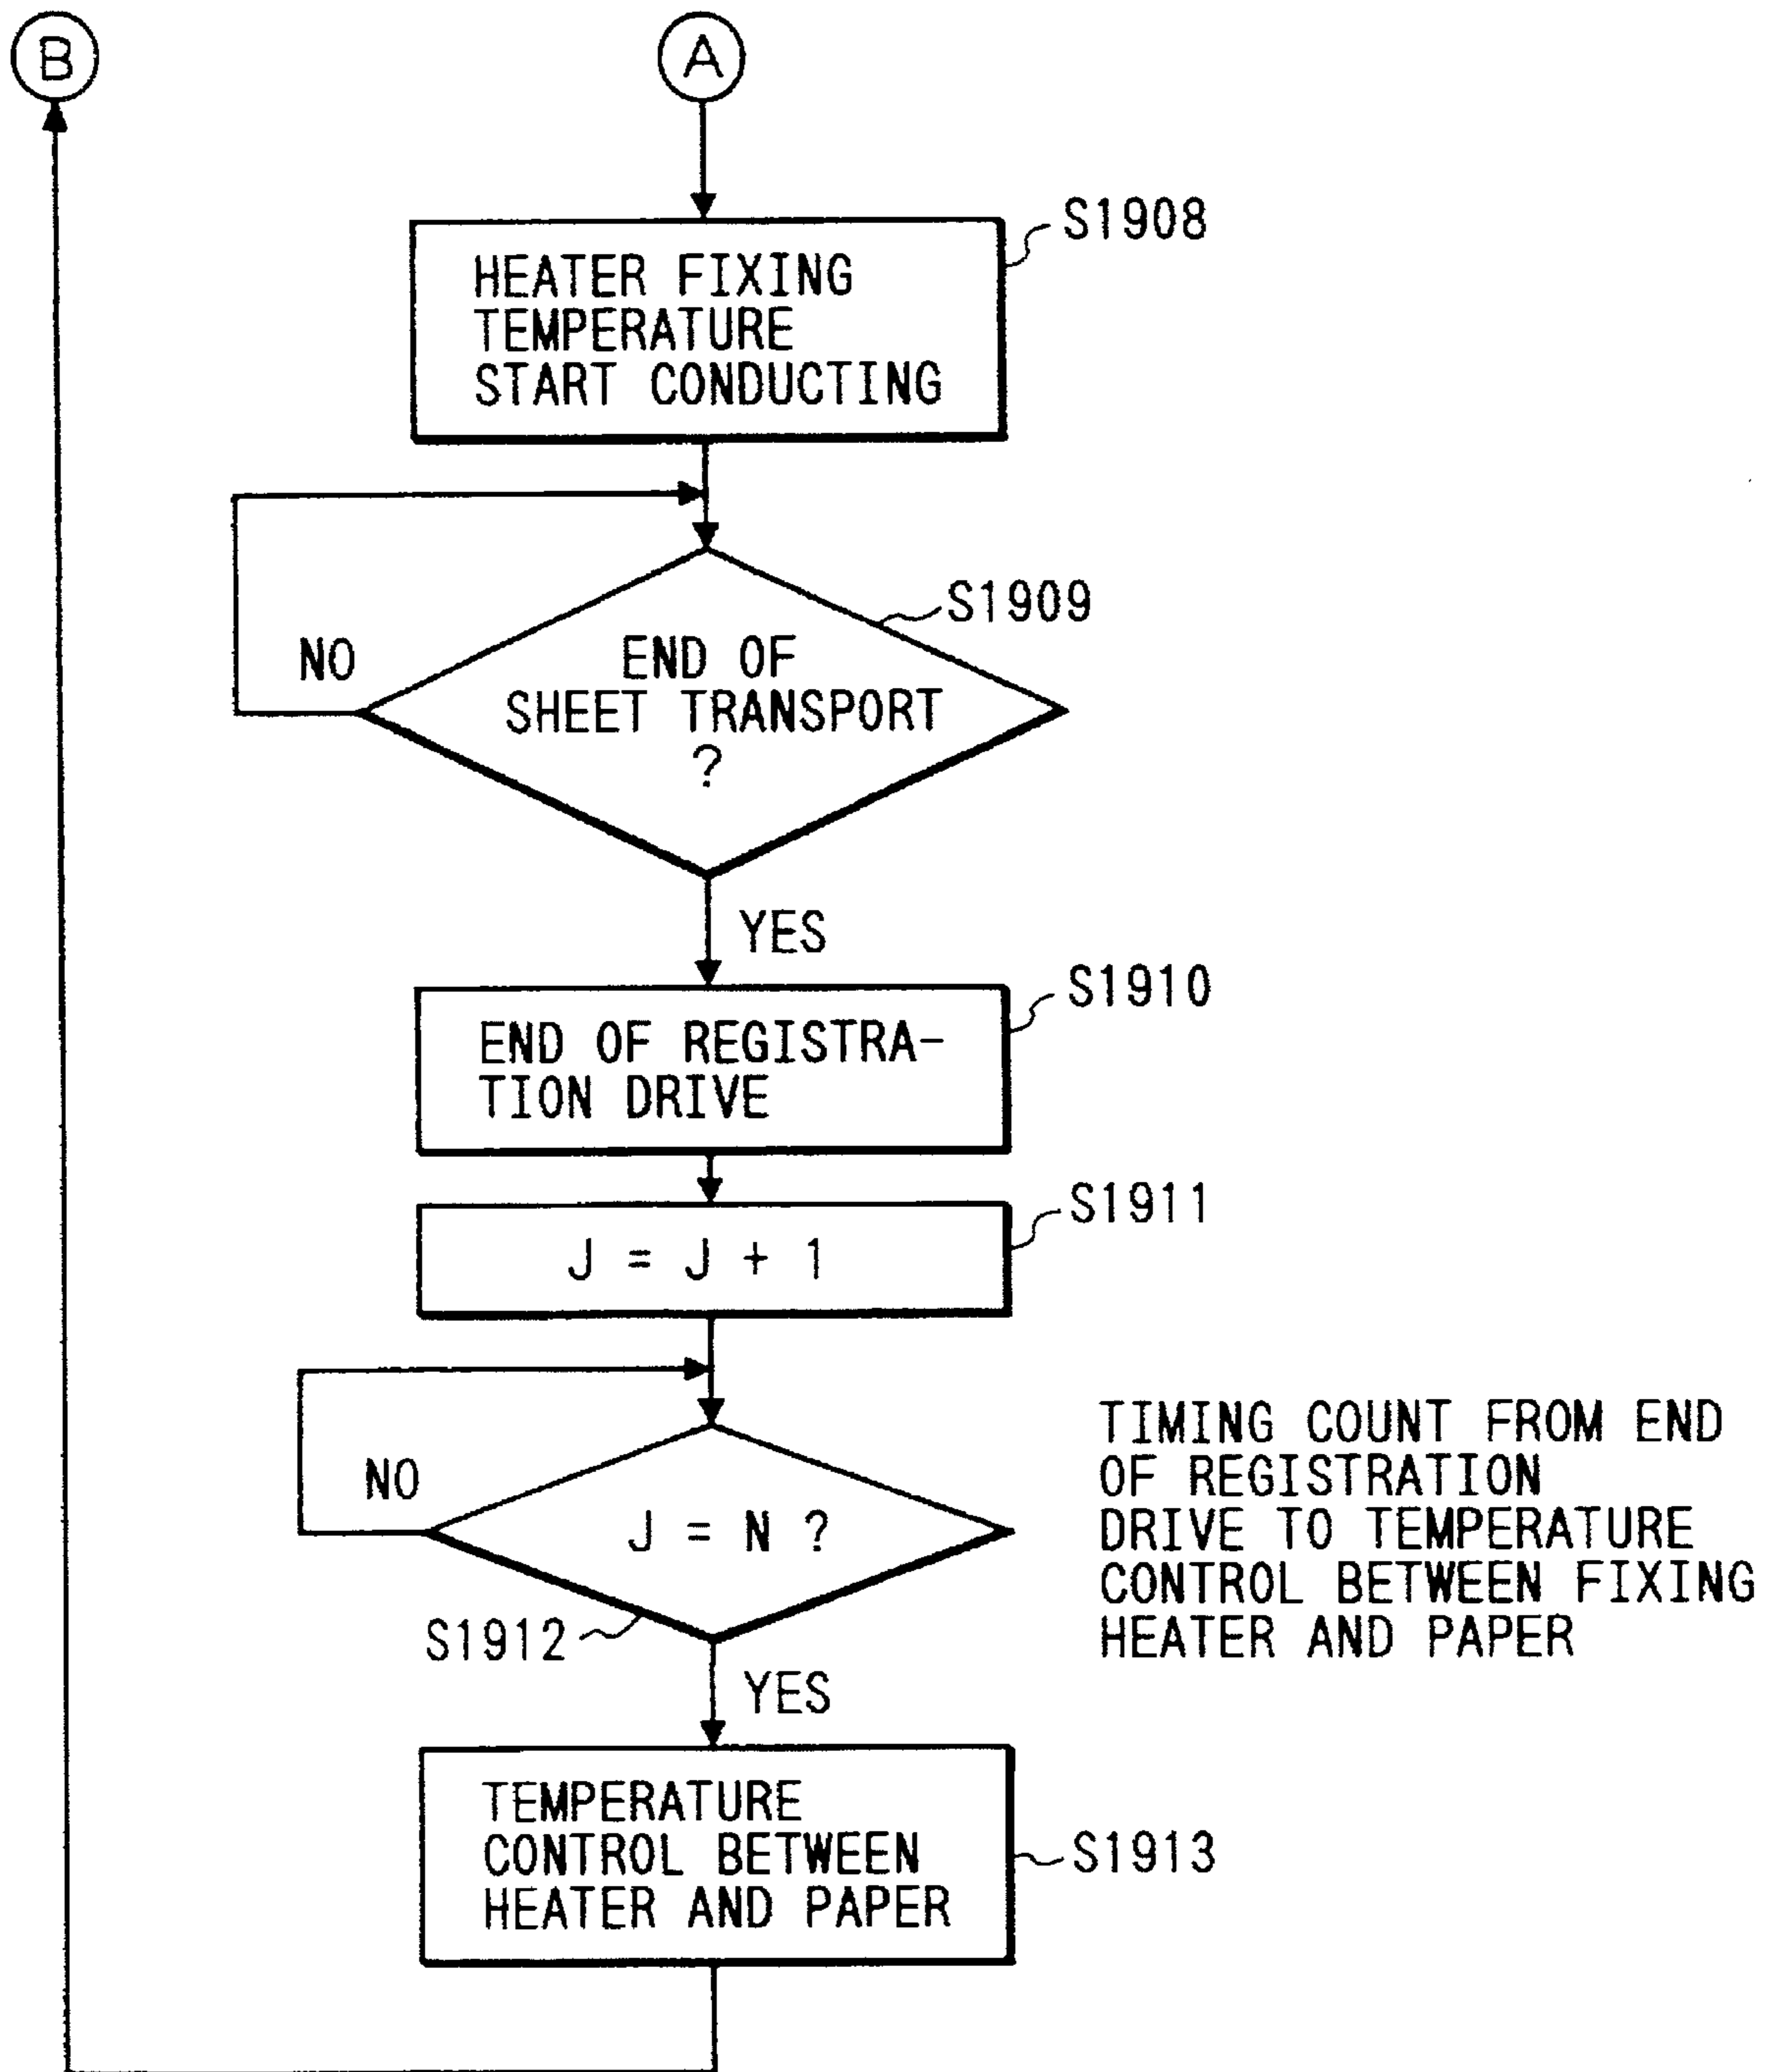 B
A
S1908
HEATER FIXING
TEMPERATURE
START CONDUCTING
S1909
NO
END OF
SHEET TRANSPORT
?
YES
S1910
END OF REGISTRA-
TION DRIVE
S1911
J = J + 1
NO
J = N ?
S1912
TIMING COUNT FROM END
OF REGISTRATION
DRIVE TO TEMPERATURE
CONTROL BETWEEN FIXING
HEATER AND PAPER
YES
TEMPERATURE
CONTROL BETWEEN
HEATER AND PAPER
S1913